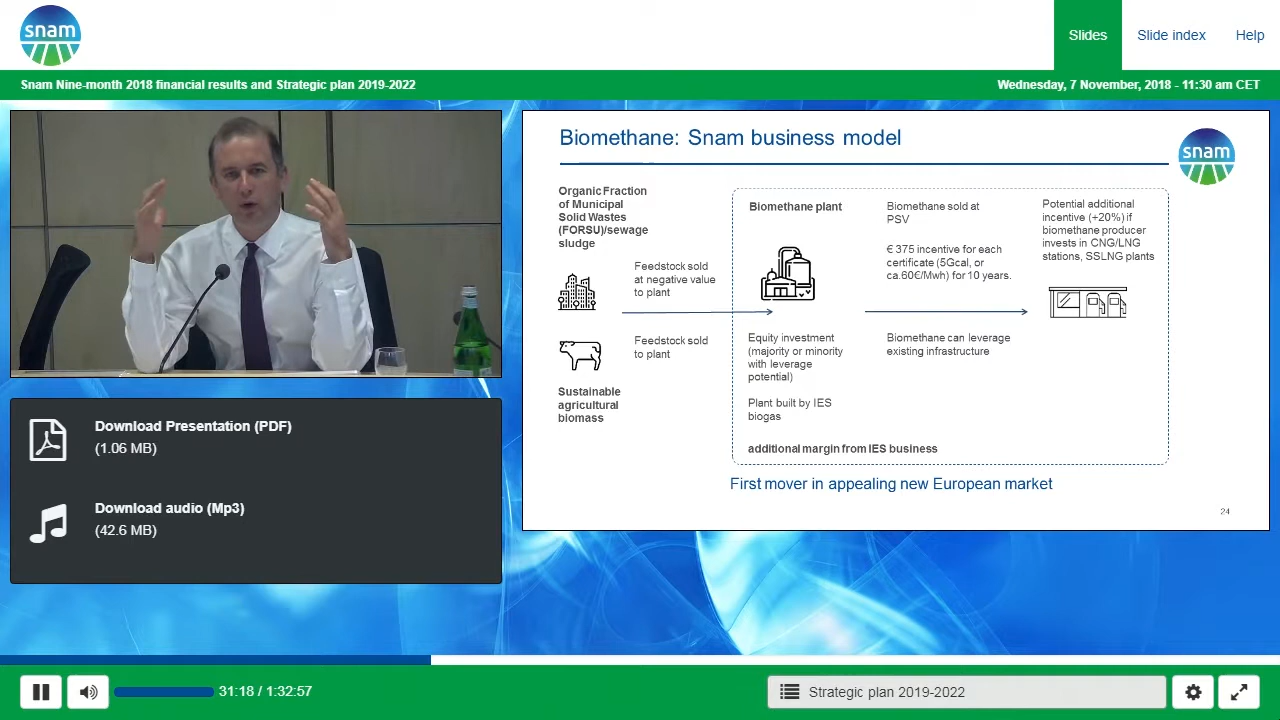 snam
Slides
Slide index
Help
Snam Nine-month 2018 financial results and Strategic plan 2019-2022
Wednesday, 7 November, 2018 - 11:30 am CET
Biomethane: Snam business model
snam
Organic Fraction
of Municipal
Solid Wastes
(FORSU)/sewage
sludge
Feedstock sold
at negative value
to plant
Feedstock sold
to plant
Sustainable
agricultural
biomass
Biomethane plant
Equity investment
(majority or minority
with leverage
potential)
Plant built by IES
biogas
additional margin from IES business
Biomethane sold at
PSV
€ 375 incentive for each
certificate (5Gcal, or
ca.60€/Mwh) for 10 years.
Biomethane can leverage
existing infrastructure
Potential additional
incentive (+20%) if
biomethane producer
invests in CNG/LNG
stations, SSLNG plants
First mover in appealing new European market
24
Download Presentation (PDF)
(1.06 MB)
Download audio (Mp3)
(42.6 MB)
31:18 / 1:32:57
Strategic plan 2019-2022